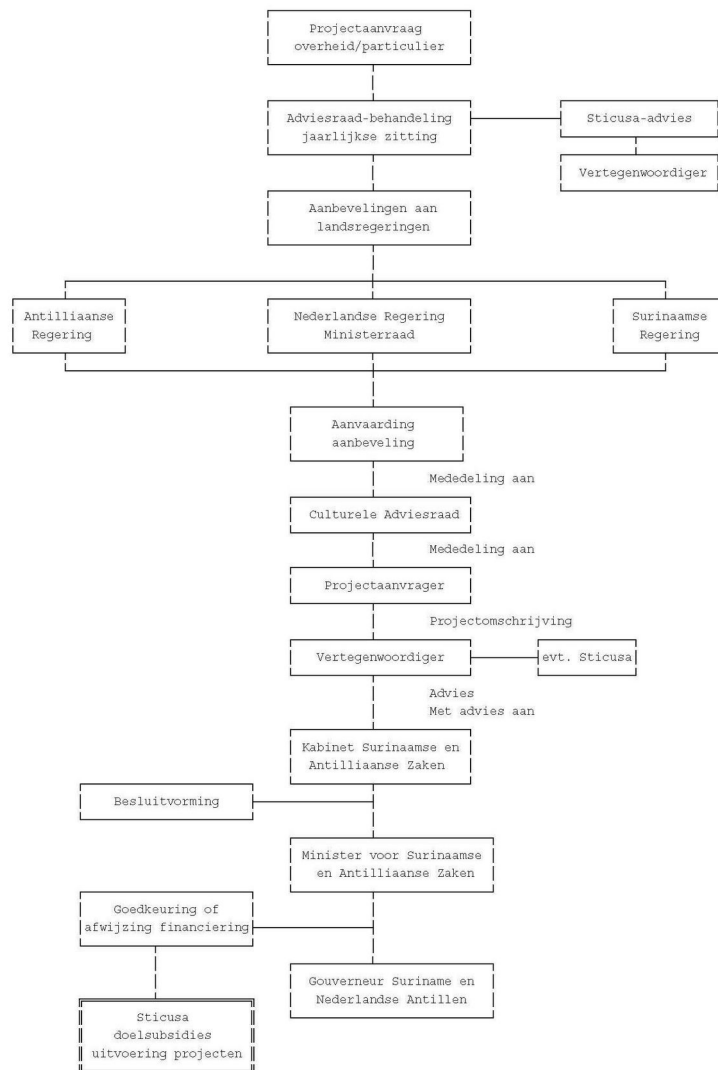 Projectaanvraag
overheid/particulier
Adviesraad-behandeling
jaarlijkse zitting
Sticusa-advies
Vertegenwoordiger
Aanbevelingen aan
landsregeringen
Antilliaanse
Regering
Nederlandse Regering
Ministerraad
Surinaamse
Regering
Aanvaarding
aanbeveling
Mededeling aan
Culturele Adviesraad
Mededeling aan
Projectaanvrager
Projectomschrijving
Vertegenwoordiger
evt. Sticusa
Advies
Met advies aan
Kabinet Surinaamse en
Antilliaanse Zaken
Besluitvorming
Minister voor Surinaamse
en Antilliaanse Zaken
Goedkeuring of
afwijzing financiering
Gouverneur Suriname en
Nederlandse Antillen
Sticusa
doelsubsidies
uitvoering projecten